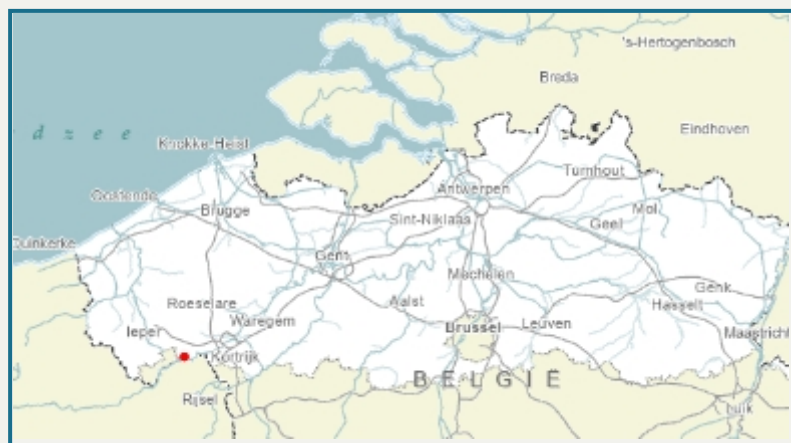 's-Hertogenbosch
Breda
d z e e
Eindhoven
Knokke-Heist
Turnhout
Antwerpen
Oostende
Mol
Brugge
Sint-Niklaas
Geel
Duinkerke
Gent
Mechelen
Genk
Roeselare
Aalst
Hasselt
Waregem
Ieper
Brussel
Leuven
Maastricht
Kortrijk
BELGIË
Rijsel
Luik